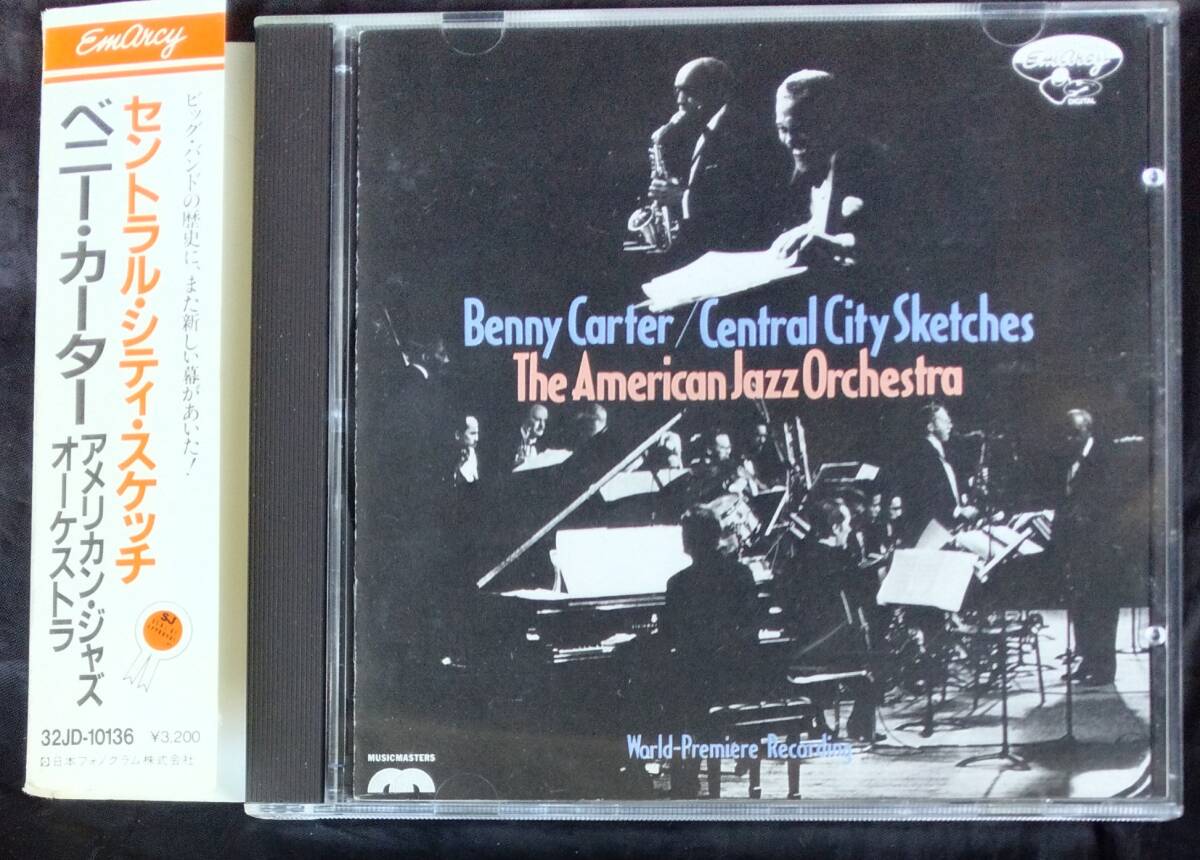 EmArcy
ビッグ・バンドの歴史に、また新しい幕があいた!
セントラル・シティ・スケッチ
ベニー・カーター
アメリカン・ジャズ
オーケストラ
SJ
32JD-10136 ¥3,200
日本フォノグラム株式会社
EmArcy
DIGITAL
Benny Carter / Central City Sketches
The American Jazz Orchestra
World-Premiere Recording
MUSICMASTERS